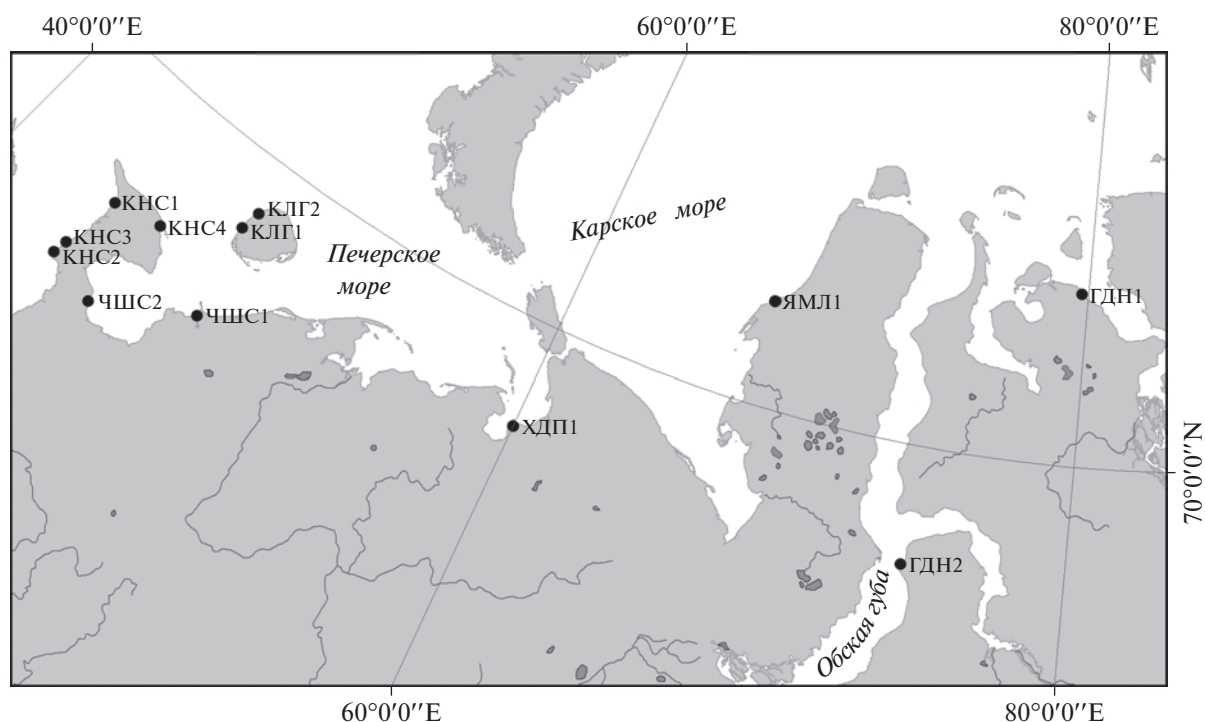 40°0′0′′E
60°0′0′′E
80°0′0′′E
КНС1
КНС4
КНС3
КНС2
КЛГ2
КЛГ1
Печерское
море
Карское море
ЧШС2
ЧШС1
ЯМЛ1
ГДН1
ХДП1
70°0′0′′N
ГДН2
Обская губа
60°0′0′′E
80°0′0′′E